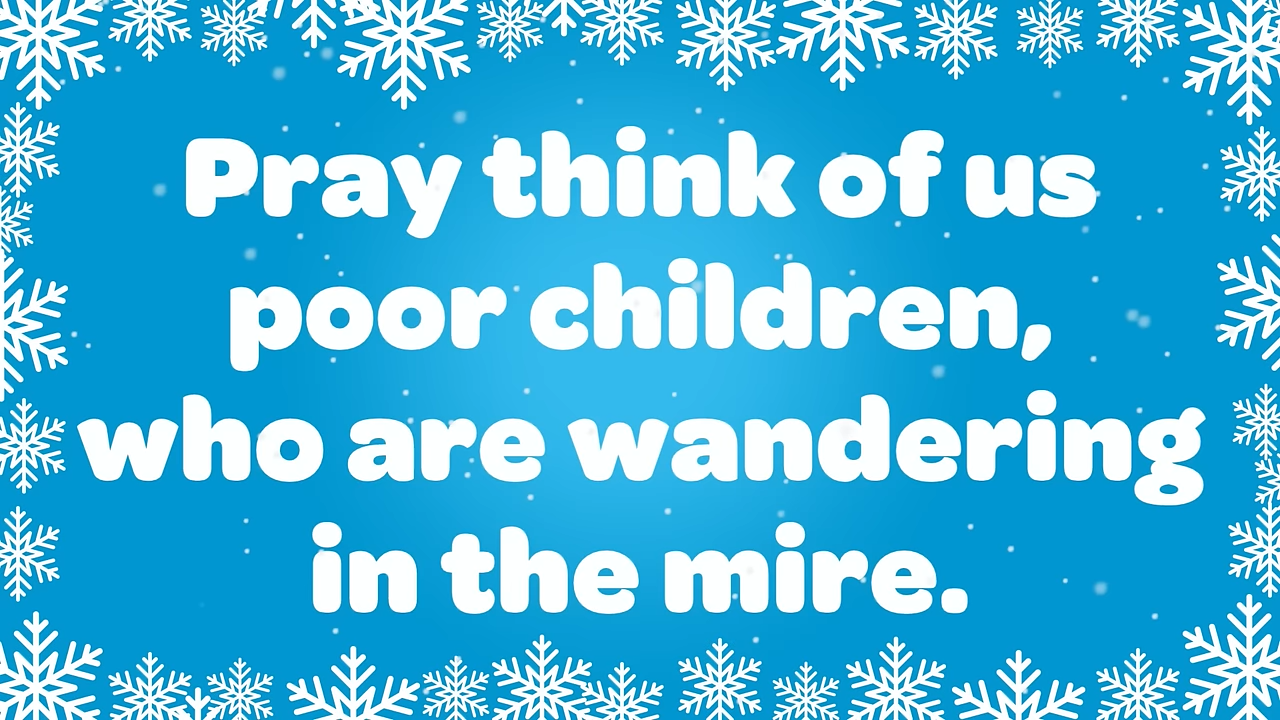 Pray think of us
poor children,
who are wandering
in the mire.